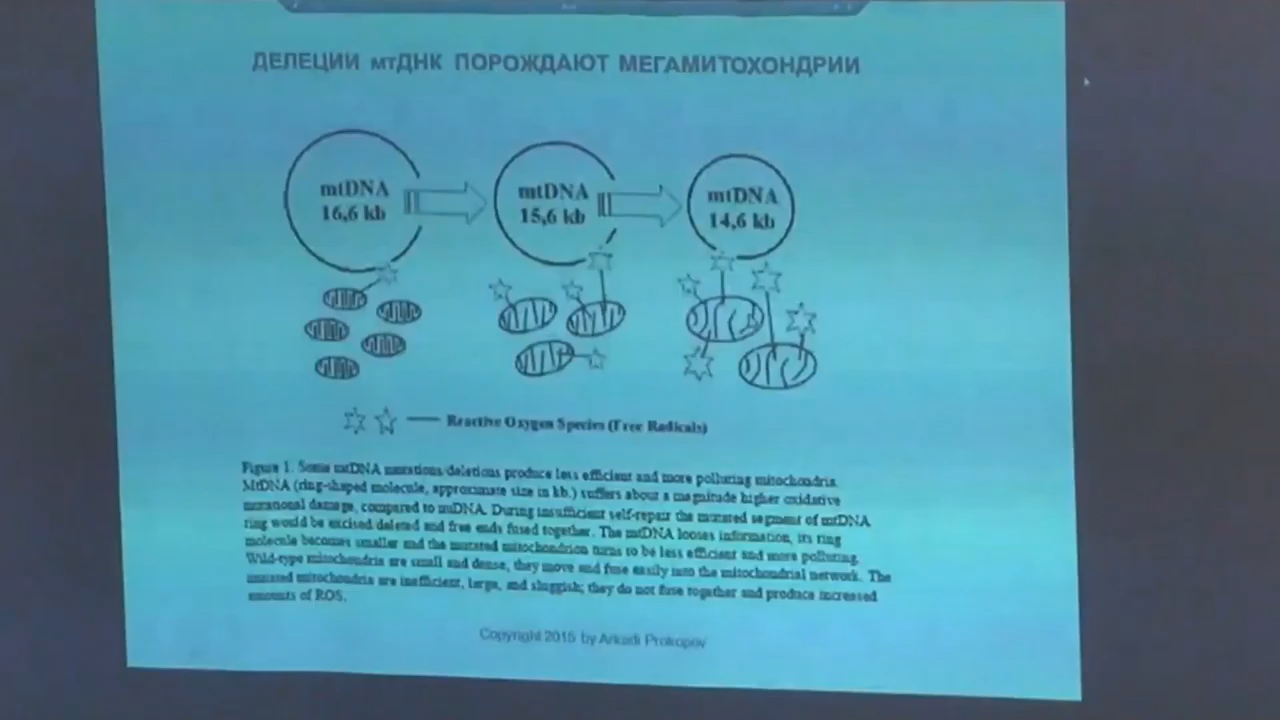 ДЕЛЕЦИИ мтДНК ПОРОЖДАЮТ МЕГАМИТОХОНДРИИ
mtDNA
16,6 kb
mtDNA
15,6 kb
mtDNA
14,6 kb
Reactive Oxygen Species (Free Radicals)
Figure 1. Some mtDNA mutations/deletions produce less efficient and more polluting mitochondria.
MtDNA (ring-shaped molecule, approximate size in kb.) suffers about a magnitude higher oxidative
mutational damage, compared to nuDNA. During insufficient self-repair the mutated segment of mtDNA
ring would be excised/deleted and free ends fused together. The mtDNA looses information, its ring
molecule becomes smaller and the mutated mitochondrion turns to be less efficient and more polluting.
Wild-type mitochondria are small and dense, they move and fuse easily into the mitochondrial network. The
mutated mitochondria are inefficient, large, and sluggish; they do not fuse together and produce increased
amounts of ROS.
Copyright 2015 by Arkadi Prokopov